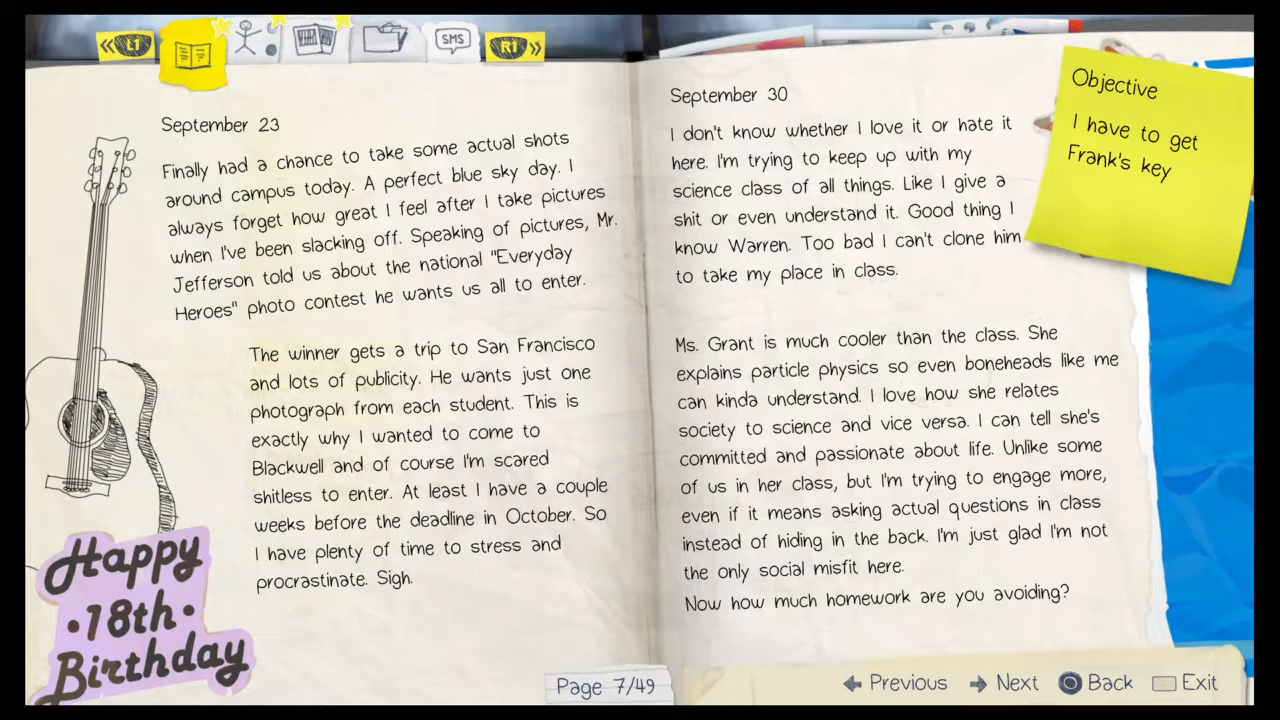 L1
SMS
R1
September 23
Finally had a chance to take some actual shots
around campus today. A perfect blue sky day. I
always forget how great I feel after I take pictures
when I've been slacking off. Speaking of pictures, Mr.
Jefferson told us about the national "Everyday
Heroes" photo contest he wants us all to enter.
The winner gets a trip to San Francisco
and lots of publicity. He wants just one
photograph from each student. This is
exactly why I wanted to come to
Blackwell and of course I'm scared
shitless to enter. At least I have a couple
weeks before the deadline in October. So
I have plenty of time to stress and
procrastinate. Sigh.
Happy
•18th•
Birthday
September 30
I don't know whether I love it or hate it
here. I'm trying to keep up with my
science class of all things. Like I give a
shit or even understand it. Good thing I
know Warren. Too bad I can't clone him
to take my place in class.
Ms. Grant is much cooler than the class. She
explains particle physics so even boneheads like me
can kinda understand. I love how she relates
society to science and vice versa. I can tell she's
committed and passionate about life. Unlike some
of us in her class, but I'm trying to engage more,
even if it means asking actual questions in class
instead of hiding in the back. I'm just glad I'm not
the only social misfit here.
Now how much homework are you avoiding?
Objective
I have to get
Frank's key
Page 7/49
Previous
Next
Back
Exit